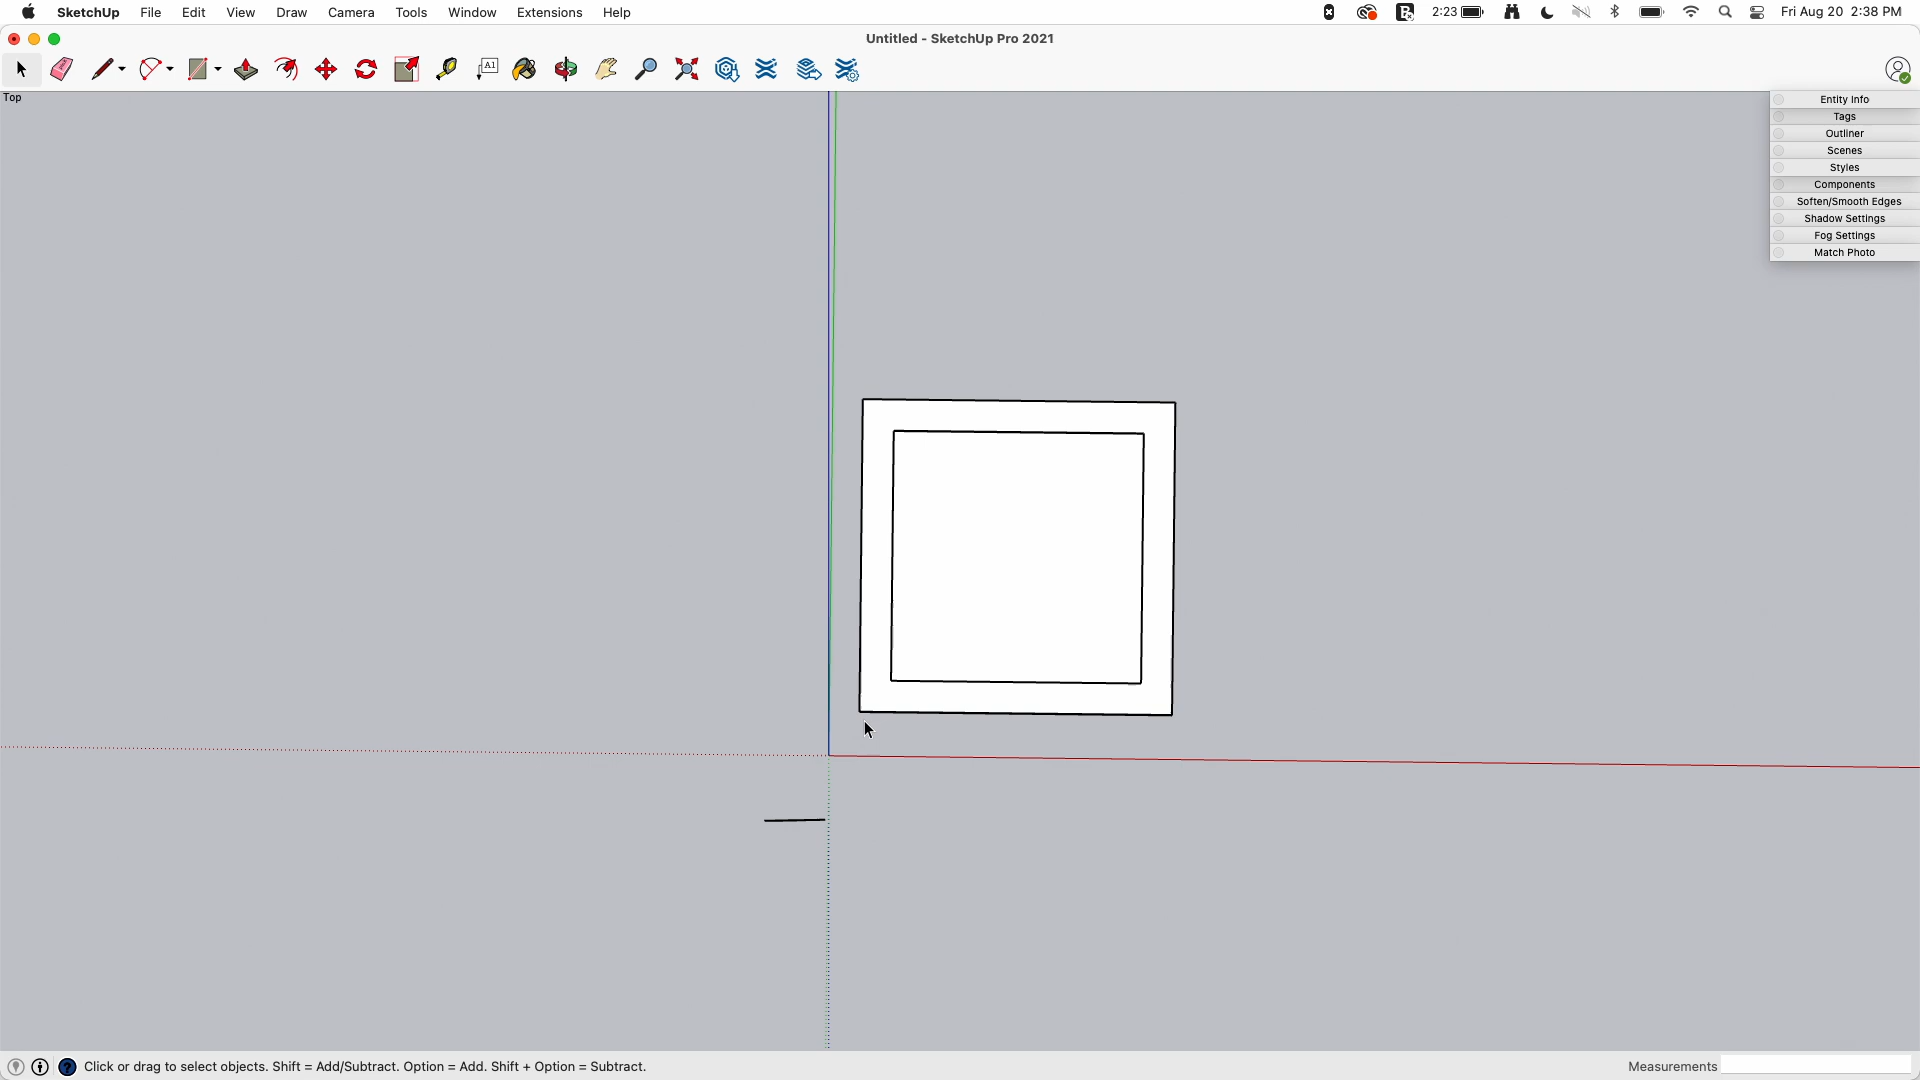 SketchUp File Edit View Draw Camera Tools Window Extensions Help 2:23 Fri Aug 20 2:38 PM
Untitled - SketchUp Pro 2021
A1
Top
Entity Info
Tags
Outliner
Scenes
Styles
Components
Soften/Smooth Edges
Shadow Settings
Fog Settings
Match Photo
Click or drag to select objects. Shift = Add/Subtract. Option = Add. Shift + Option = Subtract. Measurements